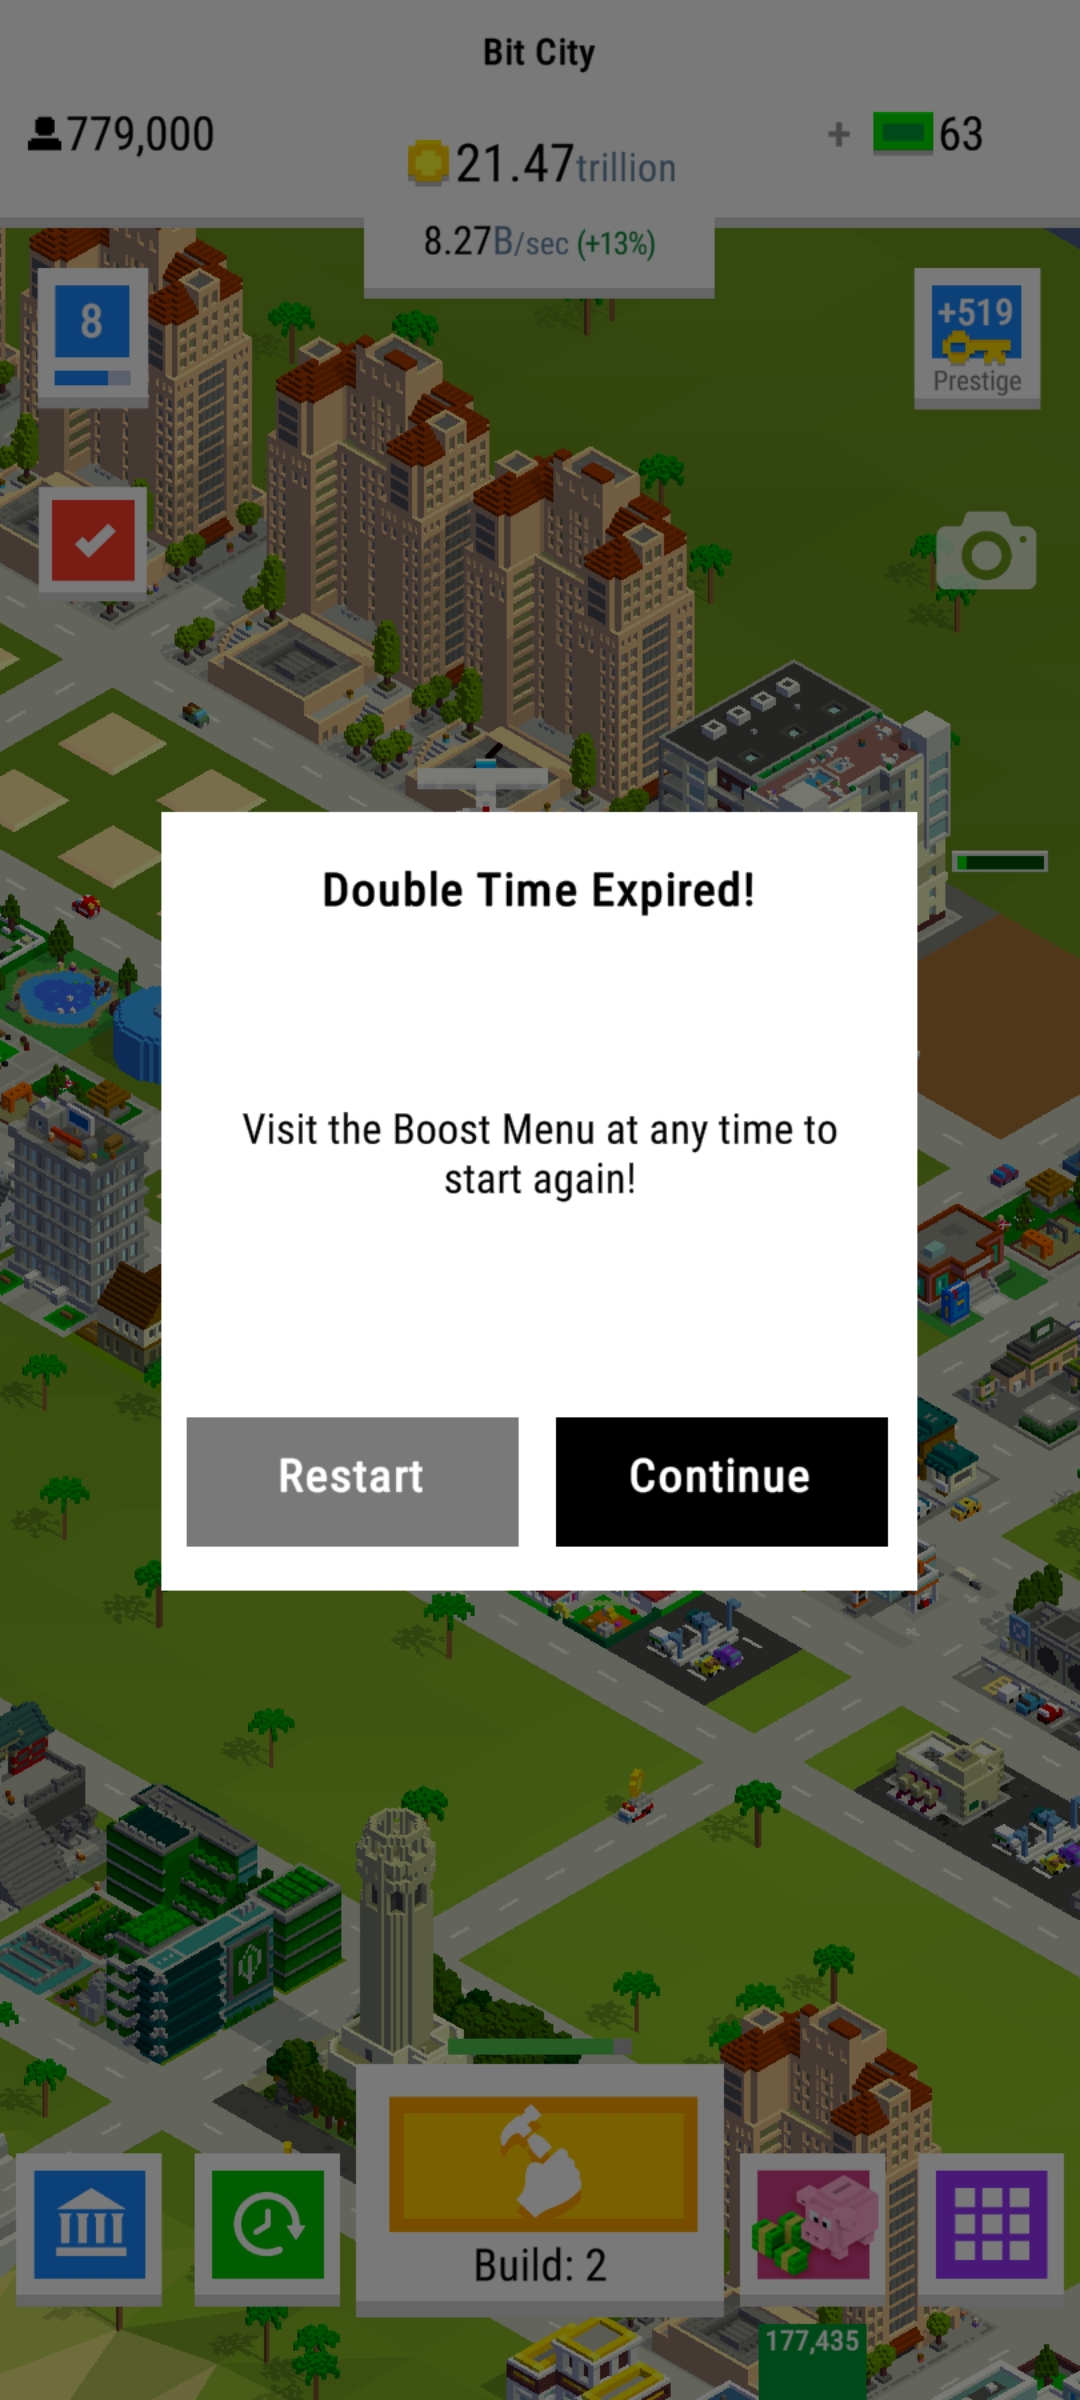 Bit City
779,000
21.47trillion
+ 63
8.27B/sec (+13%)
8
+519
Prestige
Double Time Expired!
Visit the Boost Menu at any time to
start again!
Restart
Continue
Build: 2
177,435